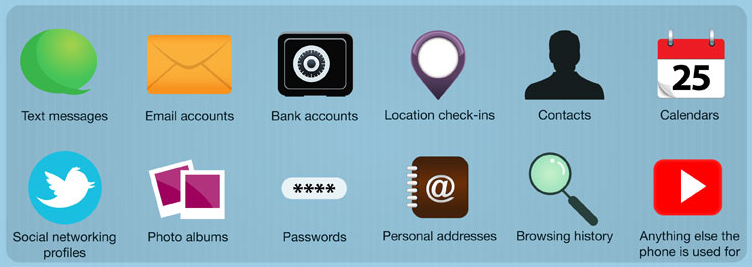 Text messages
Email accounts
Bank accounts
Location check-ins
Contacts
25
Calendars
Social networking
profiles
Photo albums
****
Passwords
@
Personal addresses
Browsing history
Anything else the
phone is used for